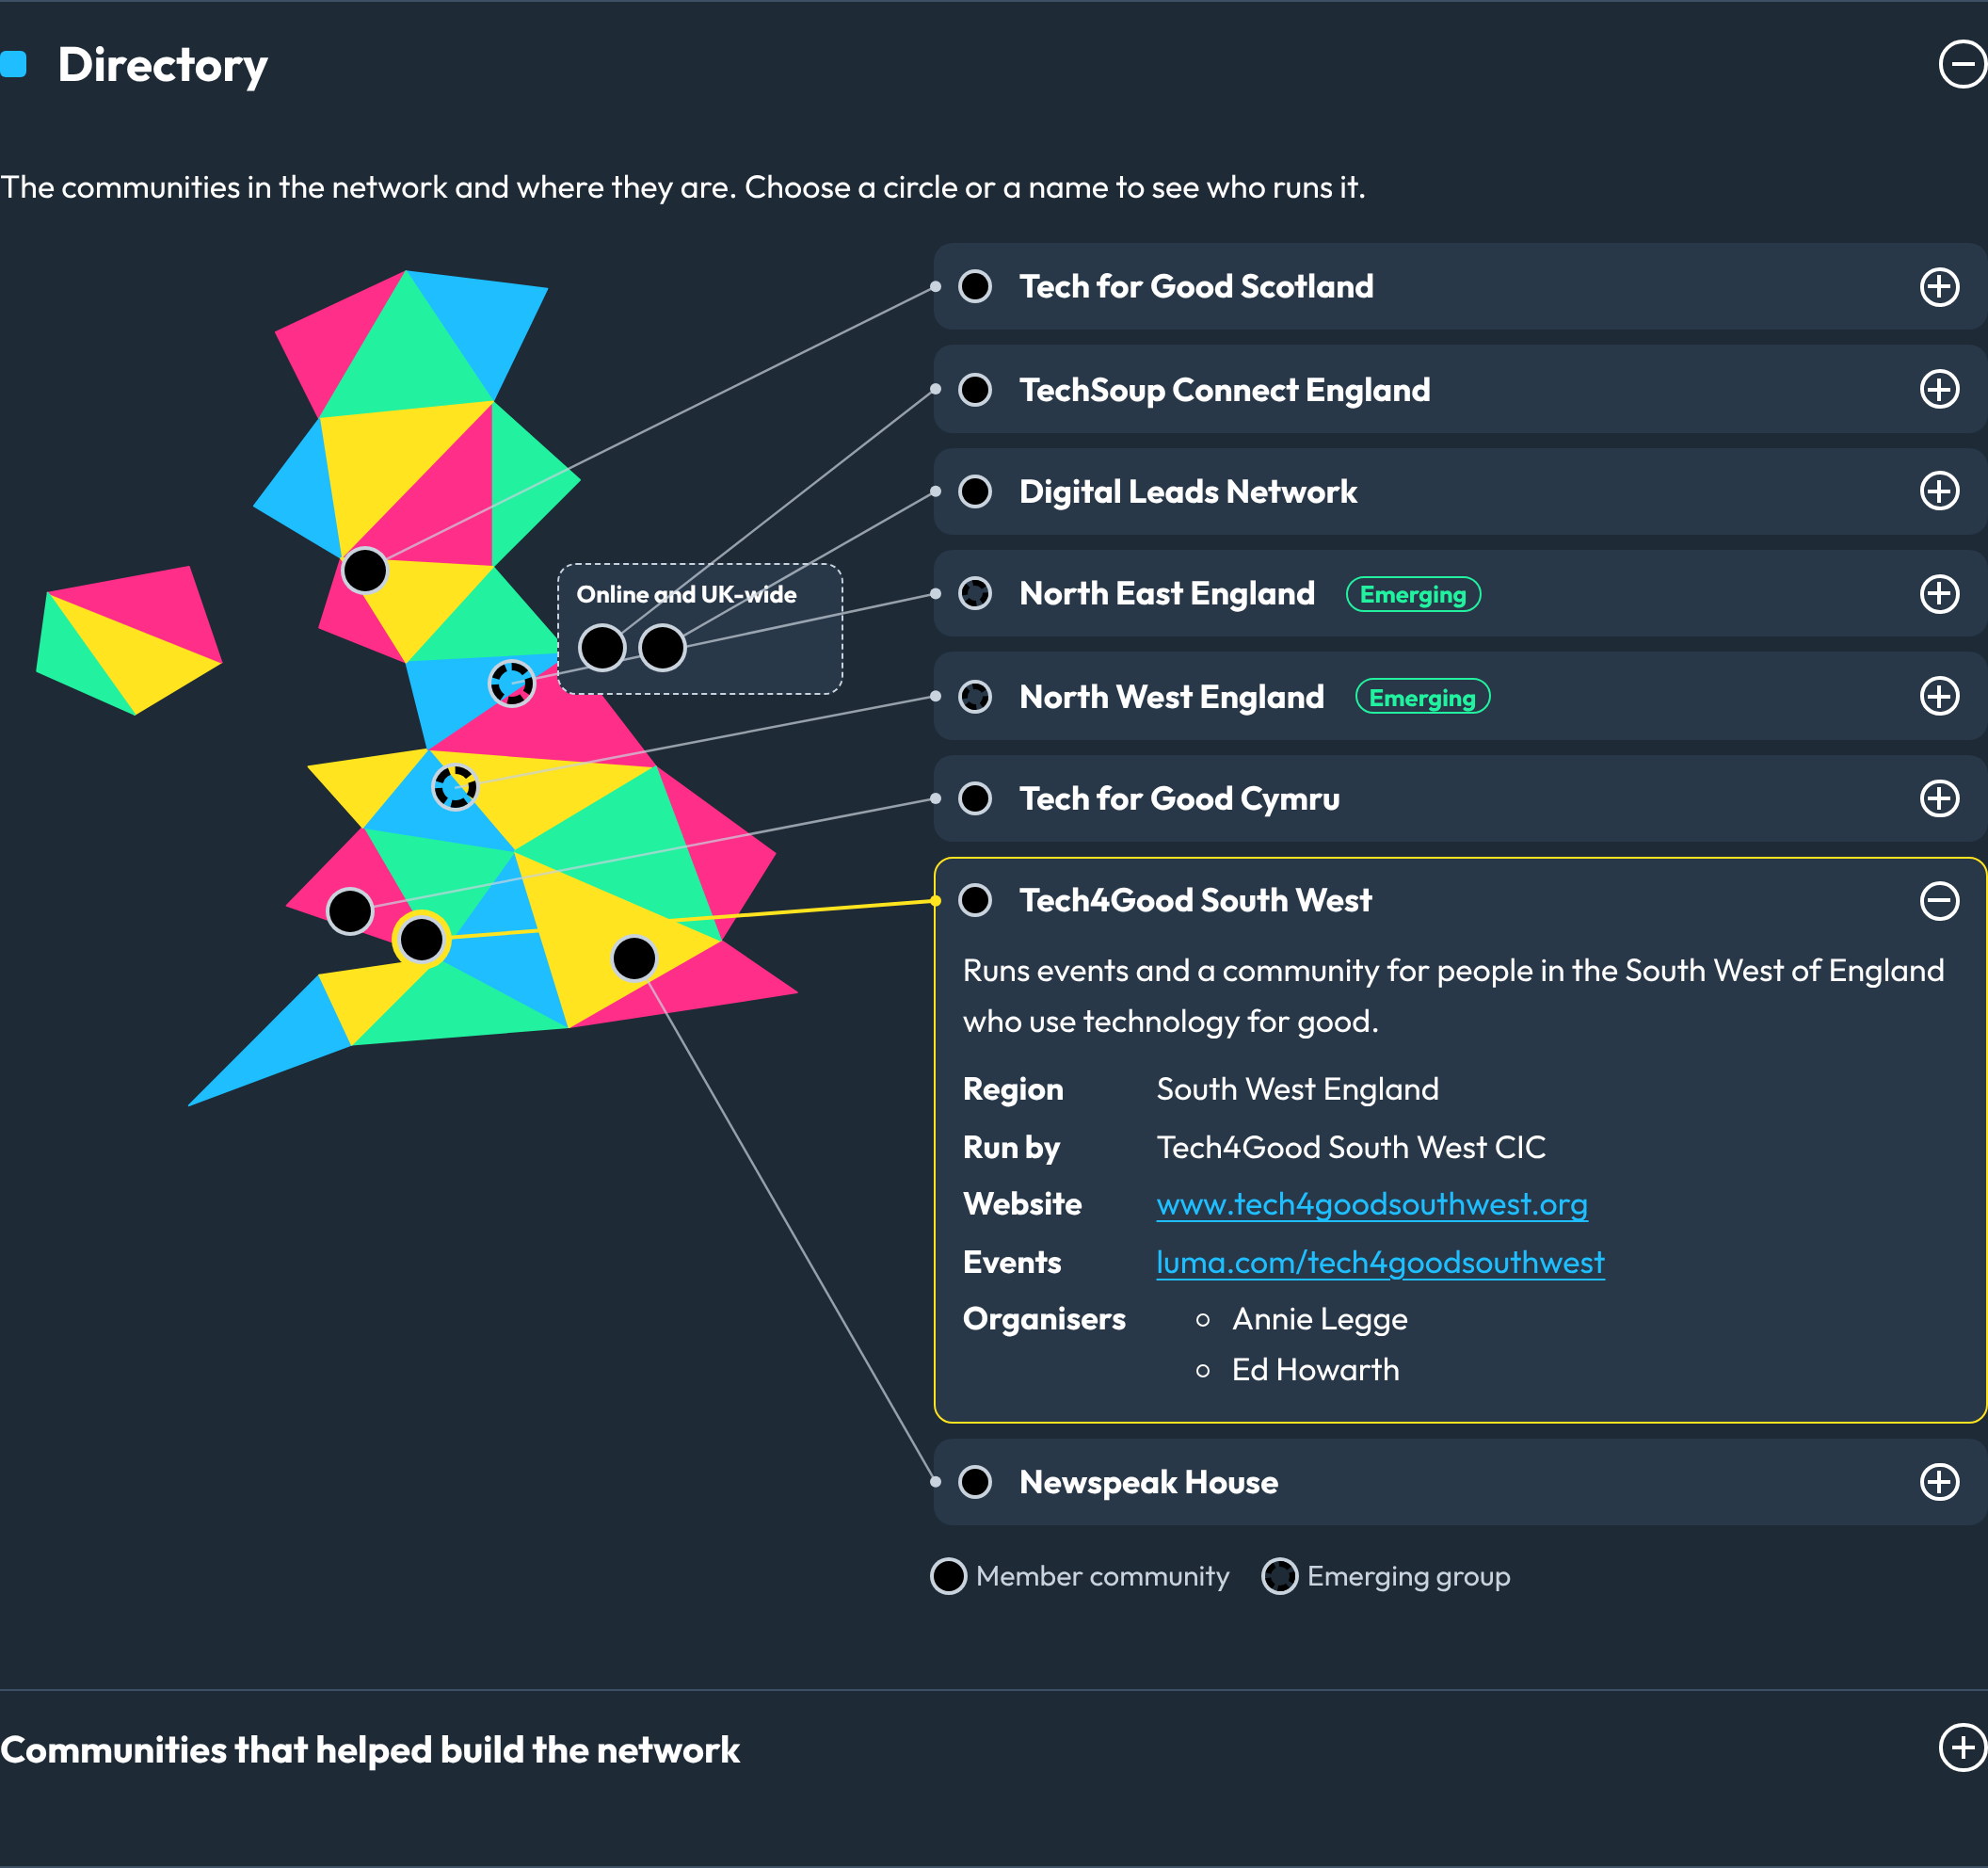 Directory
The communities in the network and where they are. Choose a circle or a name to see who runs it.
Online and UK-wide
Tech for Good Scotland
TechSoup Connect England
Digital Leads Network
North East England Emerging
North West England Emerging
Tech for Good Cymru
Tech4Good South West
Runs events and a community for people in the South West of England
who use technology for good.
Region South West England
Run by Tech4Good South West CIC
Website www.tech4goodsouthwest.org
Events luma.com/tech4goodsouthwest
Organisers Annie Legge
Ed Howarth
Newspeak House
Member community Emerging group
Communities that helped build the network